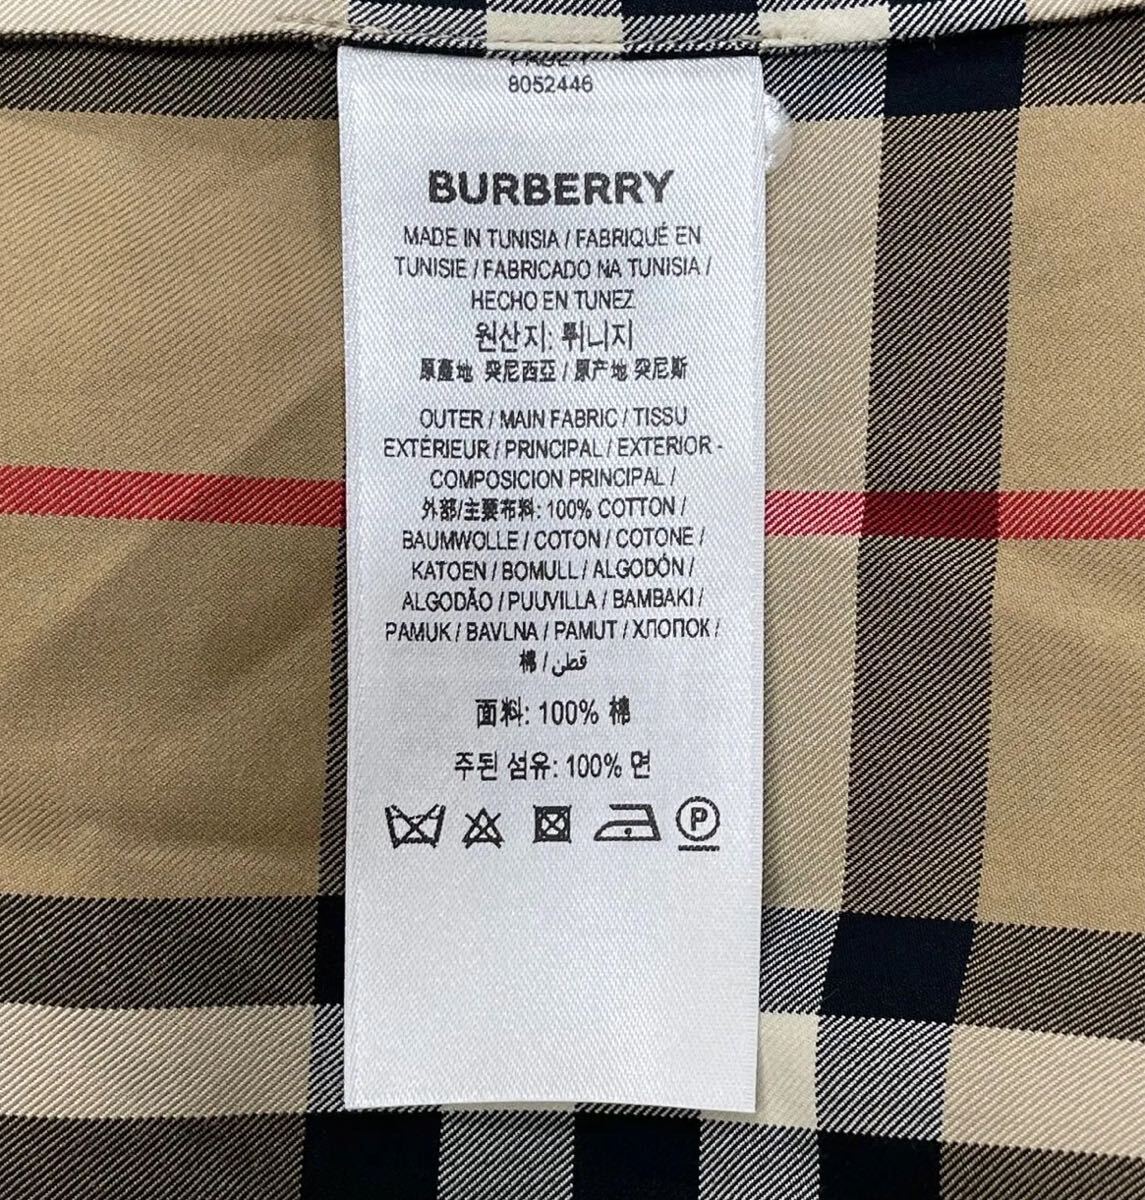 8052446
BURBERRY
MADE IN TUNISIA / FABRIQUÉ EN
TUNISIE / FABRICADO NA TUNISIA /
HECHO EN TUNEZ
원산지: 튀니지
原產地 突尼西亞 / 原产地 突尼斯
OUTER / MAIN FABRIC / TISSU
EXTÉRIEUR / PRINCIPAL / EXTERIOR -
COMPOSICION PRINCIPAL /
外部/主要布料: 100% COTTON /
BAUMWOLLE / COTON / COTONE /
KATOEN / BOMULL / ALGODÓN /
ALGODÃO / PUUVILLA / BAMBAKI /
PAMUK / BAVLNA / PAMUT / ХЛОПОК /
棉 / قطن
面料: 100% 棉
주된 섬유: 100% 면
P